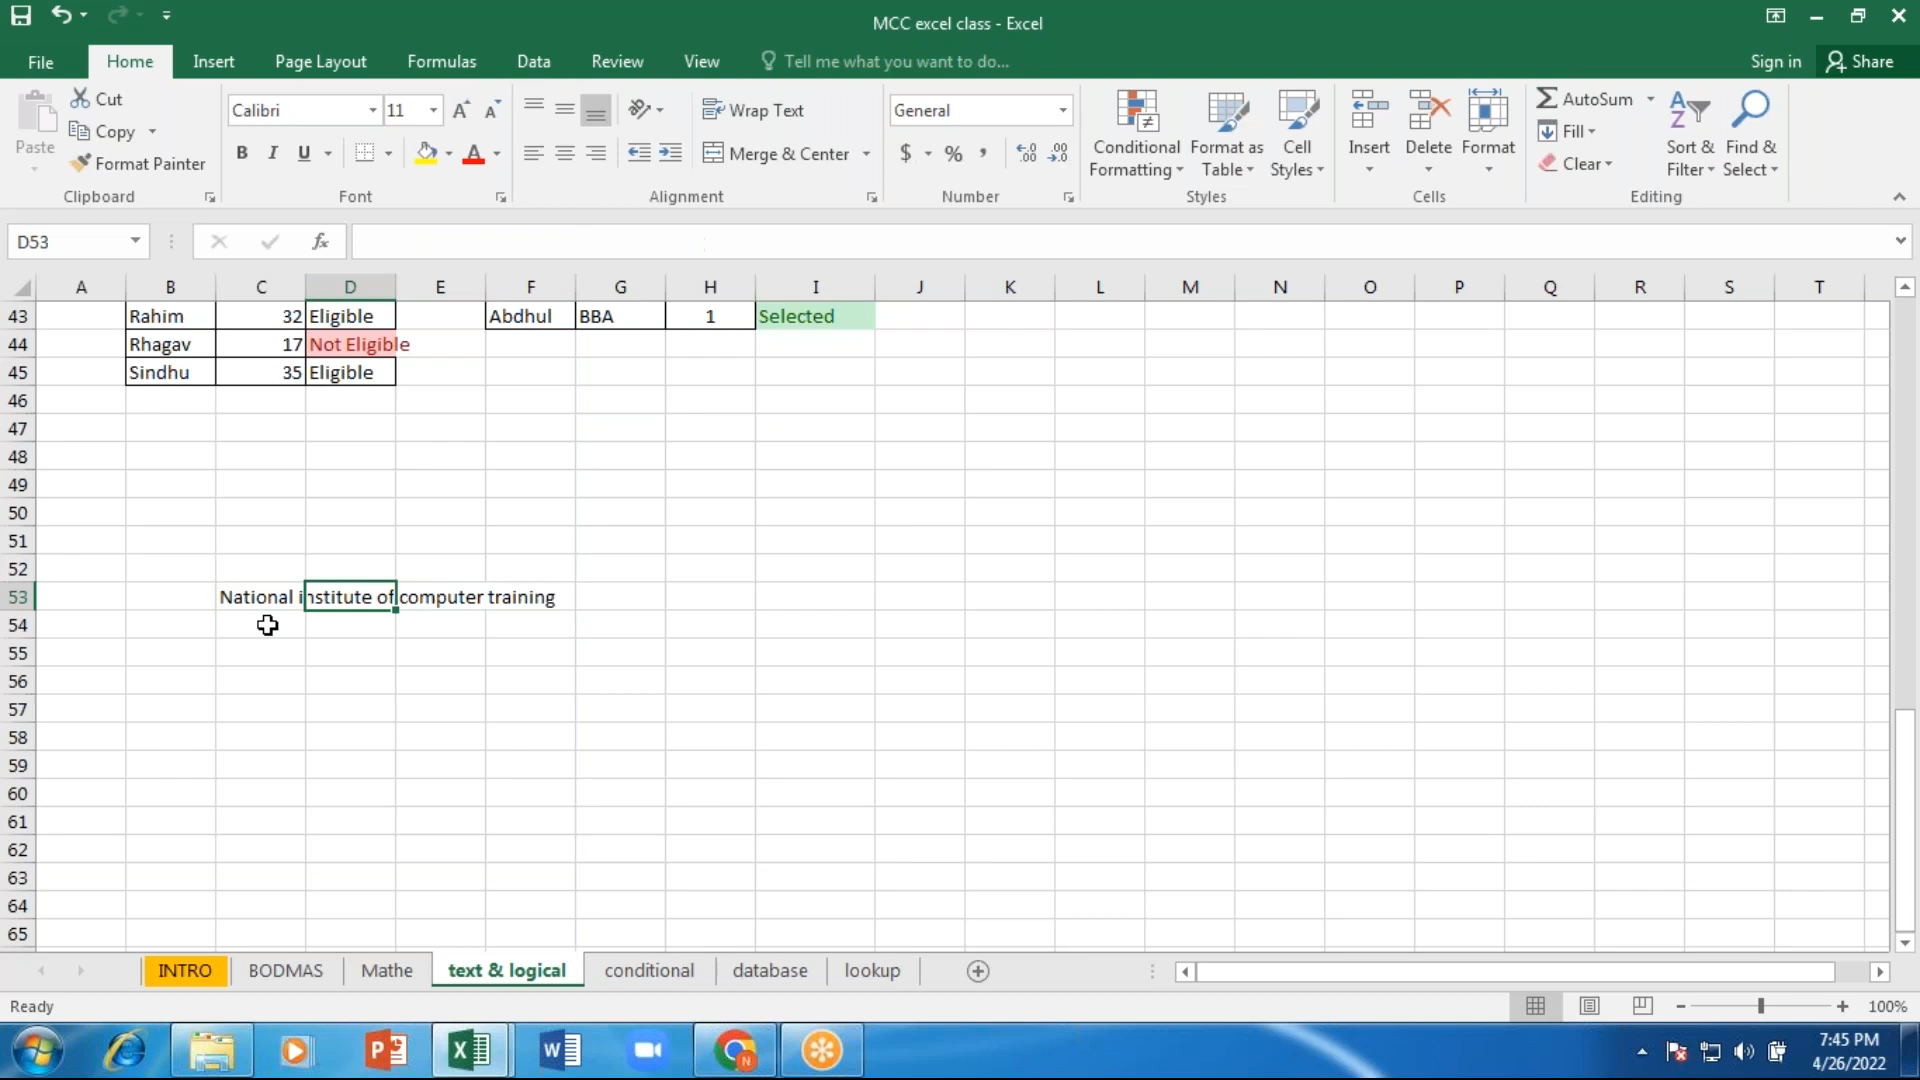 MCC excel class - Excel
File Home Insert Page Layout Formulas Data Review View Tell me what you want to do... Sign in Share
Paste Cut Copy Format Painter Clipboard
Calibri 11 A A B I U A Font
Wrap Text Merge & Center Alignment
General $ % , .0 .00 .00 .0 Number
Conditional Formatting Format as Table Cell Styles Styles
Insert Delete Format Cells
AutoSum Fill Clear Sort & Filter Find & Select Editing
D53 fx
A B C D E F G H I J K L M N O P Q R S T
43 Rahim 32 Eligible Abdhul BBA 1 Selected
44 Rhagav 17 Not Eligible
45 Sindhu 35 Eligible
46
47
48
49
50
51
52
53 National institute of computer training
54
55
56
57
58
59
60
61
62
63
64
65
INTRO BODMAS Mathe text & logical conditional database lookup
Ready 100%
7:45 PM
4/26/2022